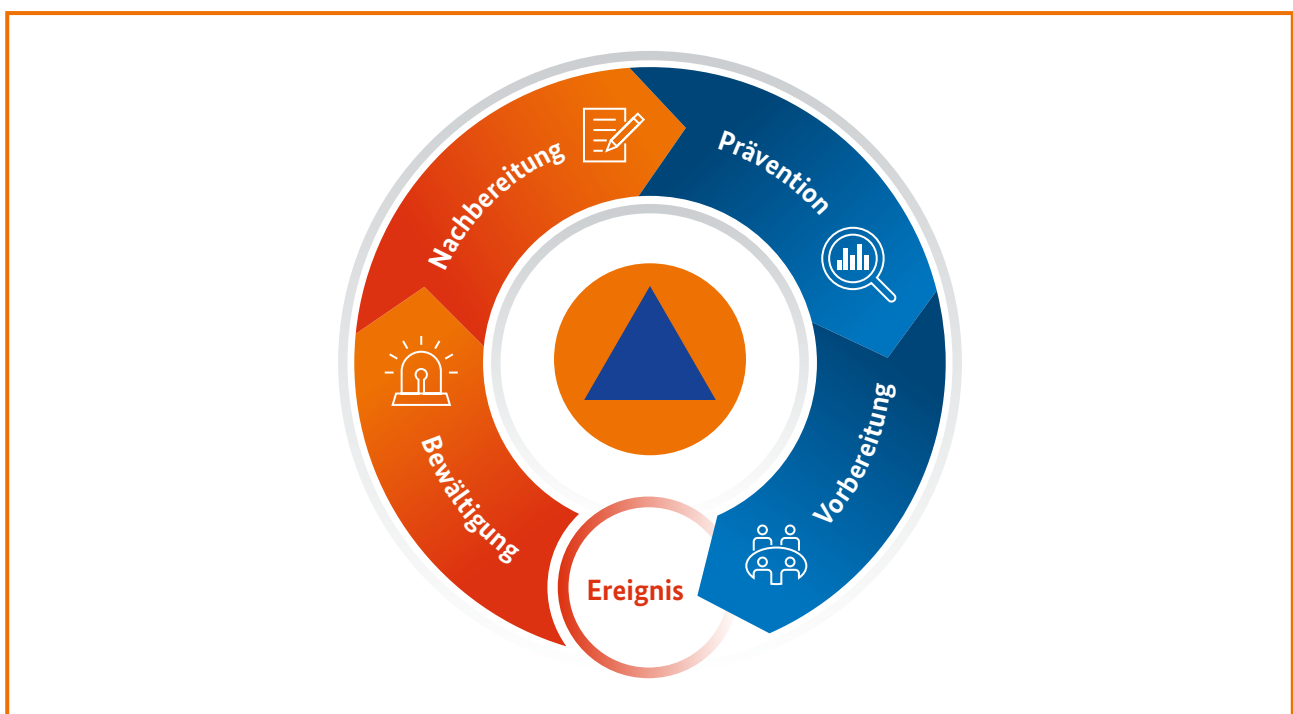 Prävention
Vorbereitung
Ereignis
Bewältigung
Nachbereitung